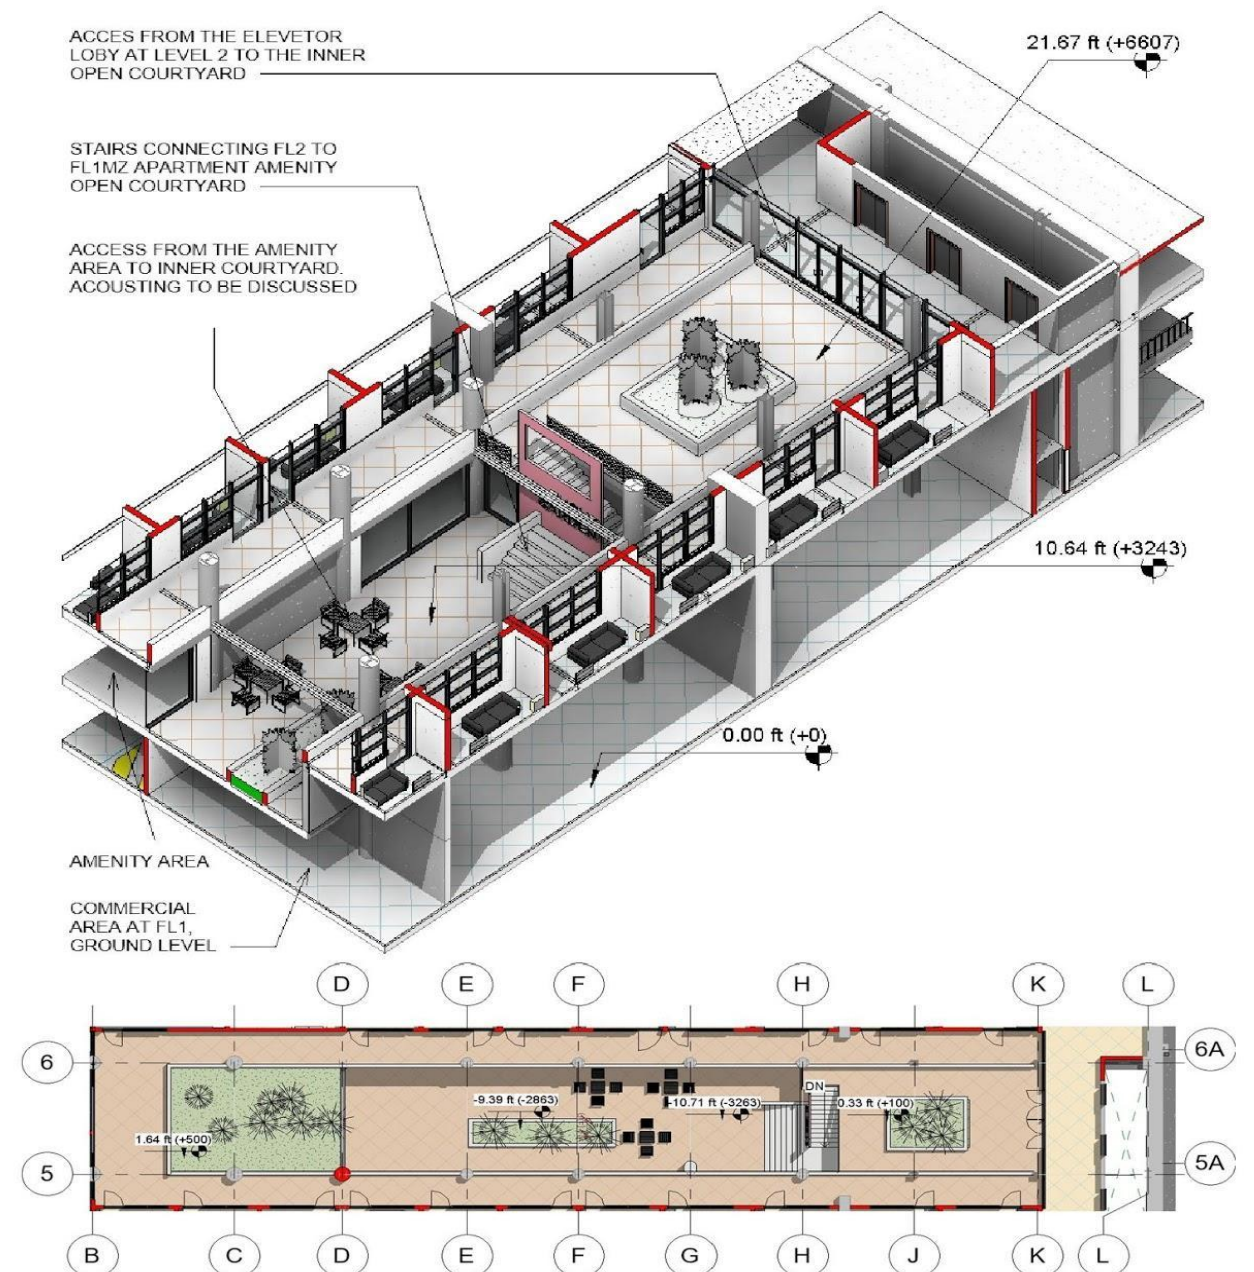 ACCES FROM THE ELEVETOR
LOBY AT LEVEL 2 TO THE INNER
OPEN COURTYARD
21.67 ft (+6607)
STAIRS CONNECTING FL2 TO
FL1MZ APARTMENT AMENITY
OPEN COURTYARD
ACCESS FROM THE AMENITY
AREA TO INNER COURTYARD.
ACOUSTING TO BE DISCUSSED
10.64 ft (+3243)
0.00 ft (+0)
AMENITY AREA
COMMERCIAL
AREA AT FL1,
GROUND LEVEL
D E F H K L
6 6A
DN
-9.39 ft (-2863)
-10.71 ft (-3263)
0.33 ft (+100)
1.64 ft (+500)
5 5A
B C D E F G H J K L